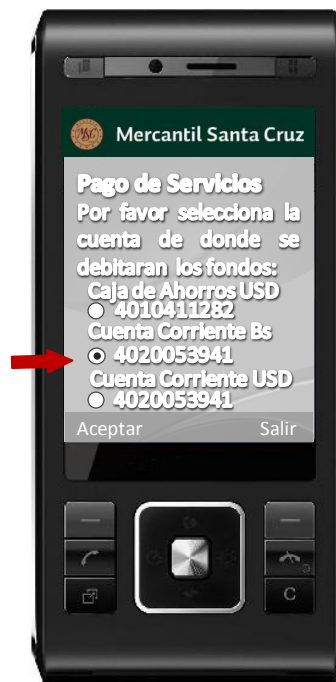 MSC
Mercantil Santa Cruz
Pago de Servicios
Por favor selecciona la
cuenta de donde se
debitaran los fondos:
Caja de Ahorros USD
4010411282
Cuenta Corriente Bs
4020053941
Cuenta Corriente USD
4020053941
Aceptar Salir
C